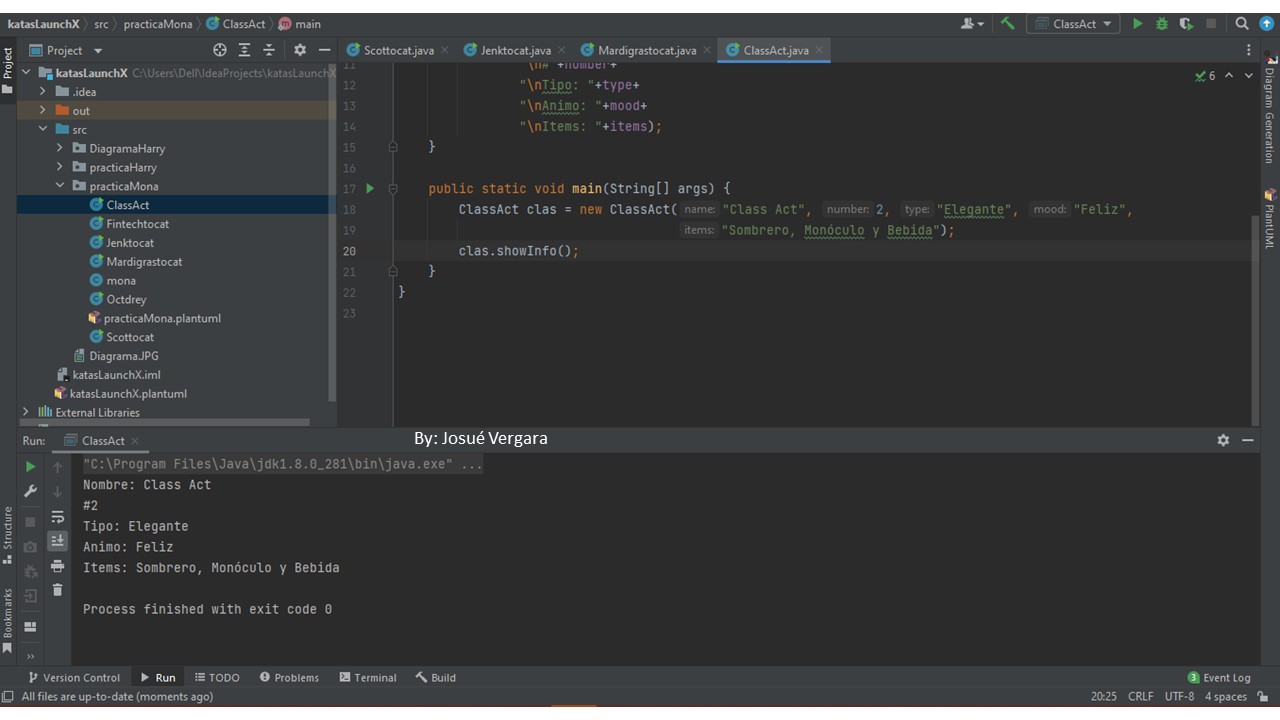 katasLaunchX > src > practicaMona > ClassAct > main
ClassAct
Project
Scottocat.java
Jenktocat.java
Mardigrastocat.java
ClassAct.java
Project
katasLaunchX C:\Users\Dell\IdeaProjects\katasLaunchX
.idea
out
src
DiagramaHarry
practicaHarry
practicaMona
ClassAct
Fintechtocat
Jenktocat
Mardigrastocat
mona
Octdrey
practicaMona.plantuml
Scottocat
Diagrama.JPG
katasLaunchX.iml
katasLaunchX.plantuml
External Libraries
6
11 "\n# "+number+
12 "\nTipo: "+type+
13 "\nAnimo: "+mood+
14 "\nItems: "+items);
15 }
16
17 public static void main(String[] args) {
18 ClassAct clas = new ClassAct( name: "Class Act", number: 2, type: "Elegante", mood: "Feliz",
19 items: "Sombrero, Monóculo y Bebida");
20 clas.showInfo();
21 }
22 }
23
Diagram Generation
PlantUML
Run: ClassAct
By: Josué Vergara
"C:\Program Files\Java\jdk1.8.0_281\bin\java.exe" ...
Nombre: Class Act
#2
Tipo: Elegante
Animo: Feliz
Items: Sombrero, Monóculo y Bebida
Process finished with exit code 0
Structure
Bookmarks
Version Control
Run
TODO
Problems
Terminal
Build
3 Event Log
All files are up-to-date (moments ago)
20:25 CRLF UTF-8 4 spaces